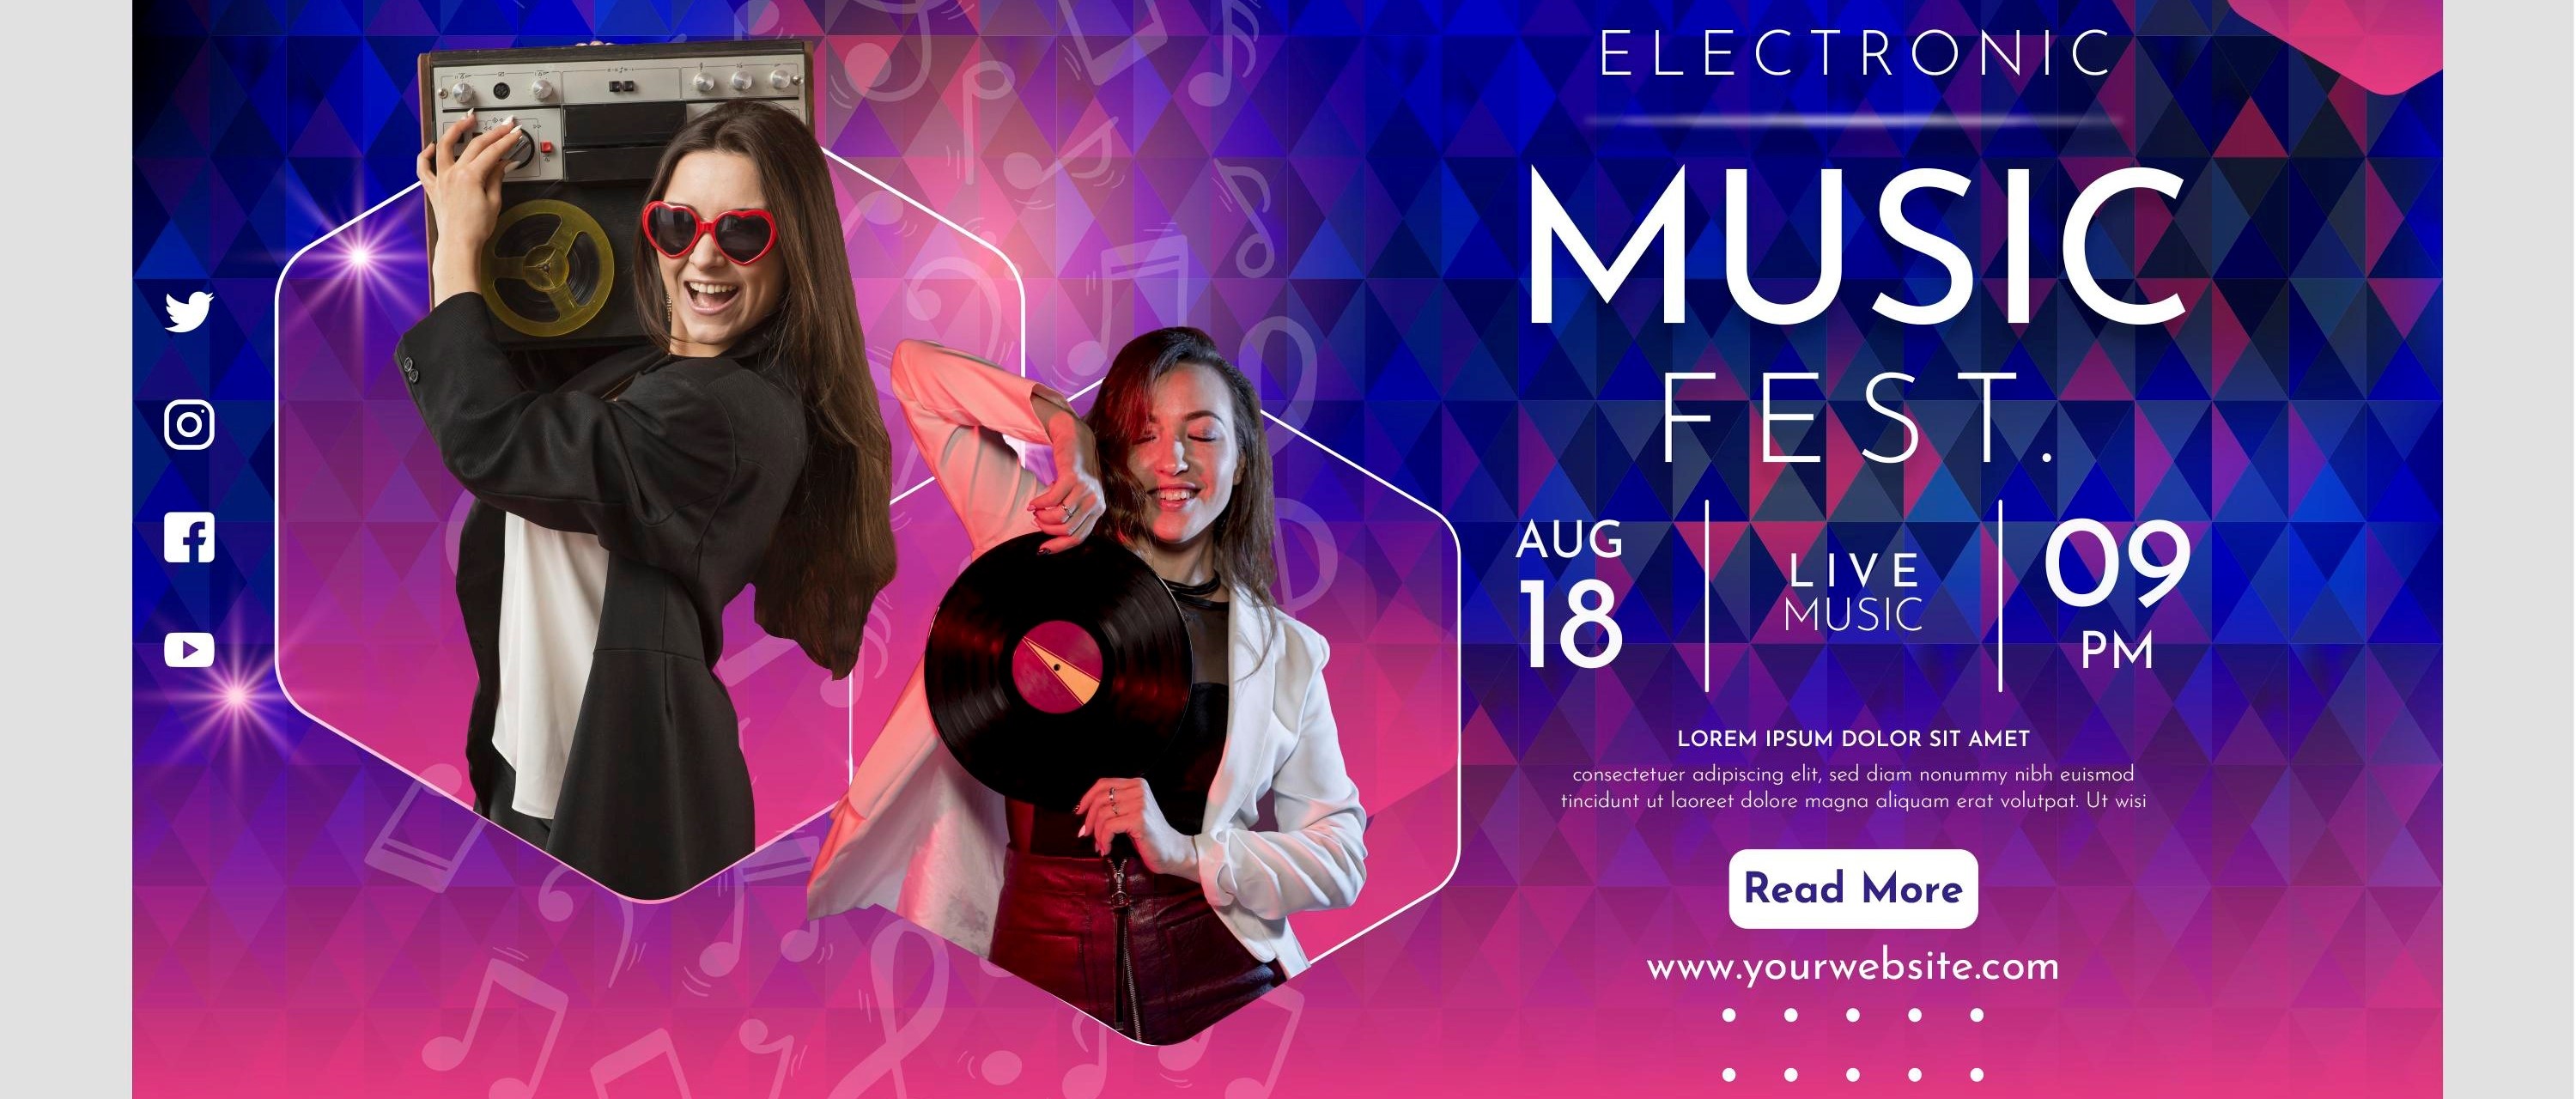 ELECTRONIC
MUSIC
FEST.
AUG
18
LIVE
MUSIC
09
PM
LOREM IPSUM DOLOR SIT AMET
consectetuer adipiscing elit, sed diam nonummy nibh euismod
tincidunt ut laoreet dolore magna aliquam erat volutpat. Ut wisi
Read More
www.yourwebsite.com